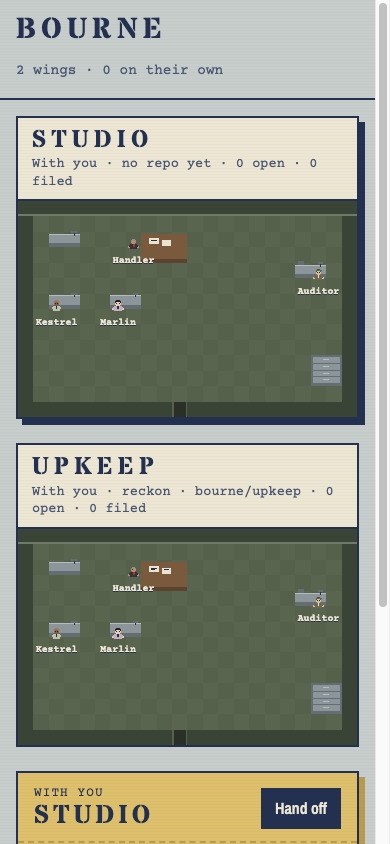 BOURNE
2 wings · 0 on their own
STUDIO
With you · no repo yet · 0 open · 0
filed
Handler
Auditor
Kestrel
Marlin
UPKEEP
With you · reckon · bourne/upkeep · 0
open · 0 filed
Handler
Auditor
Kestrel
Marlin
WITH YOU
STUDIO
Hand off